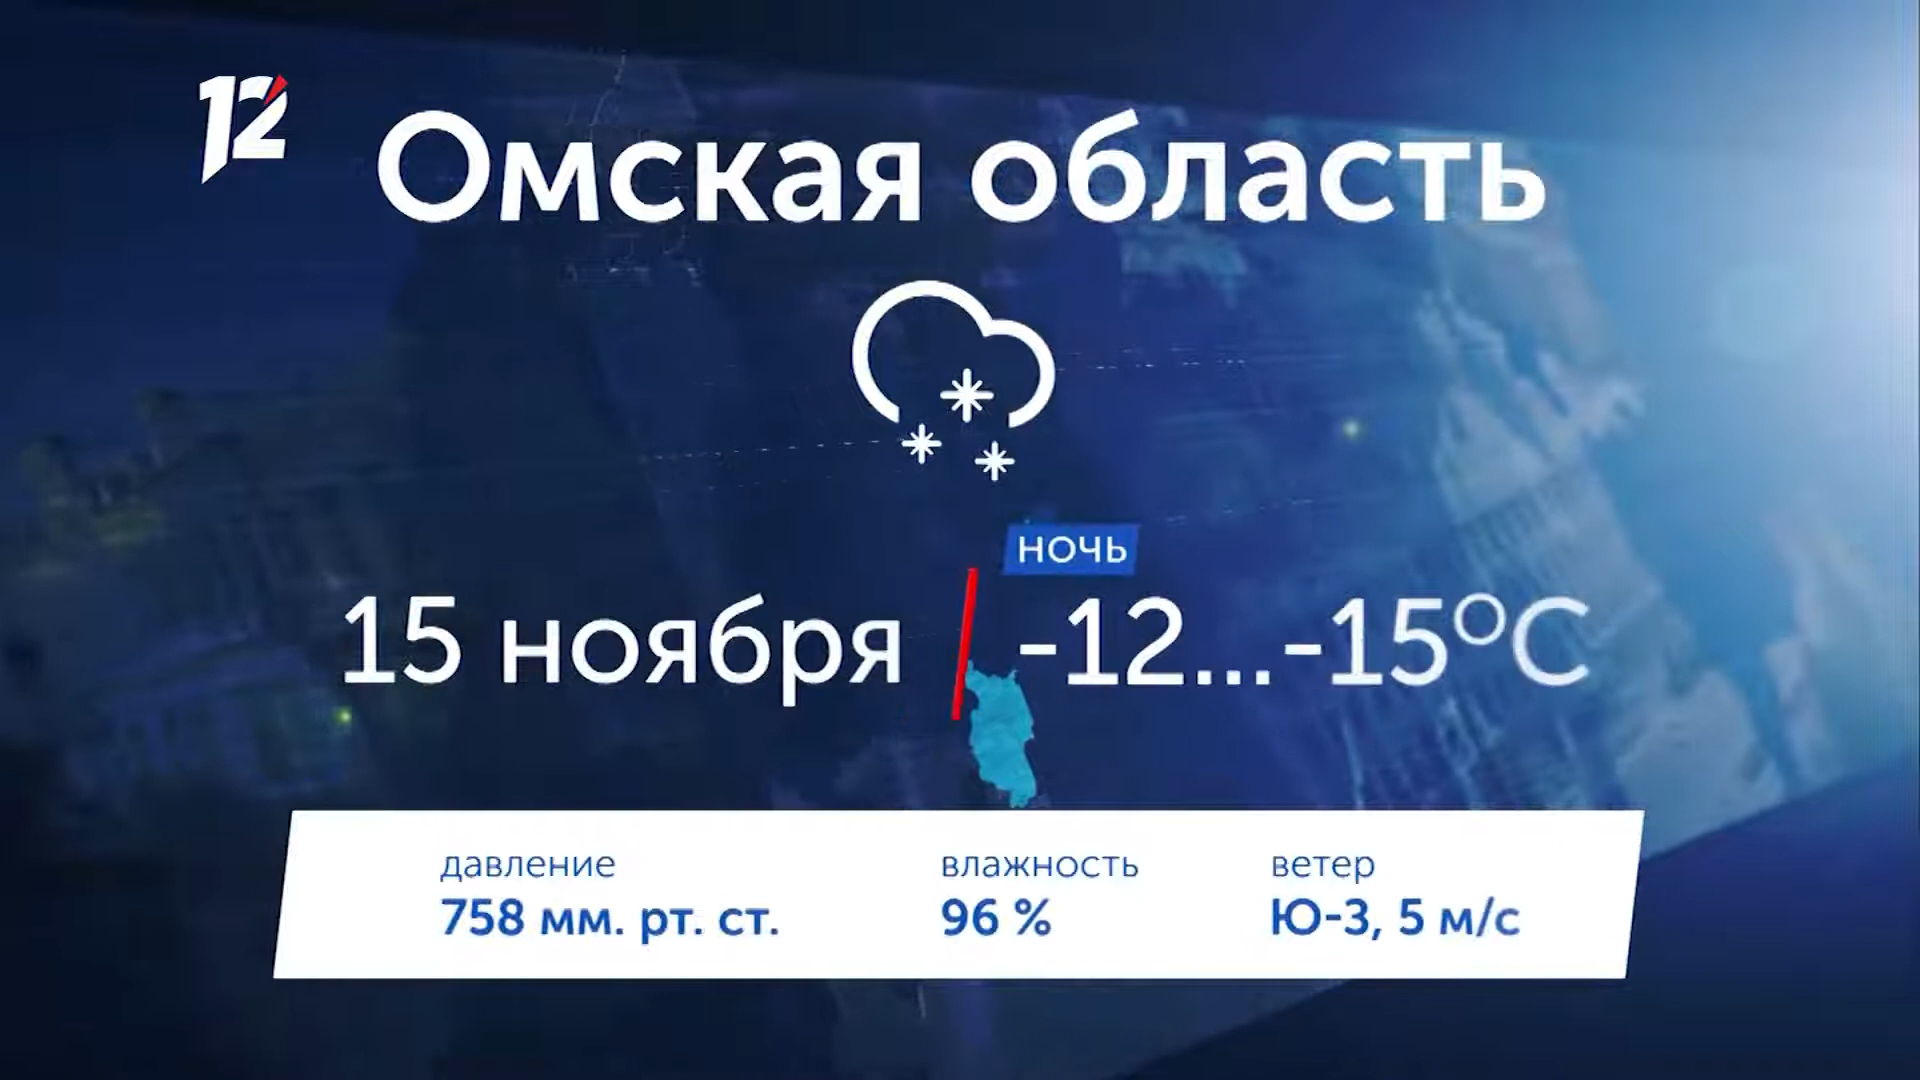 12
Омская область
ночь
15 ноября -12...-15°C
давление влажность ветер
758 мм. рт. ст. 96 % Ю-З, 5 м/с